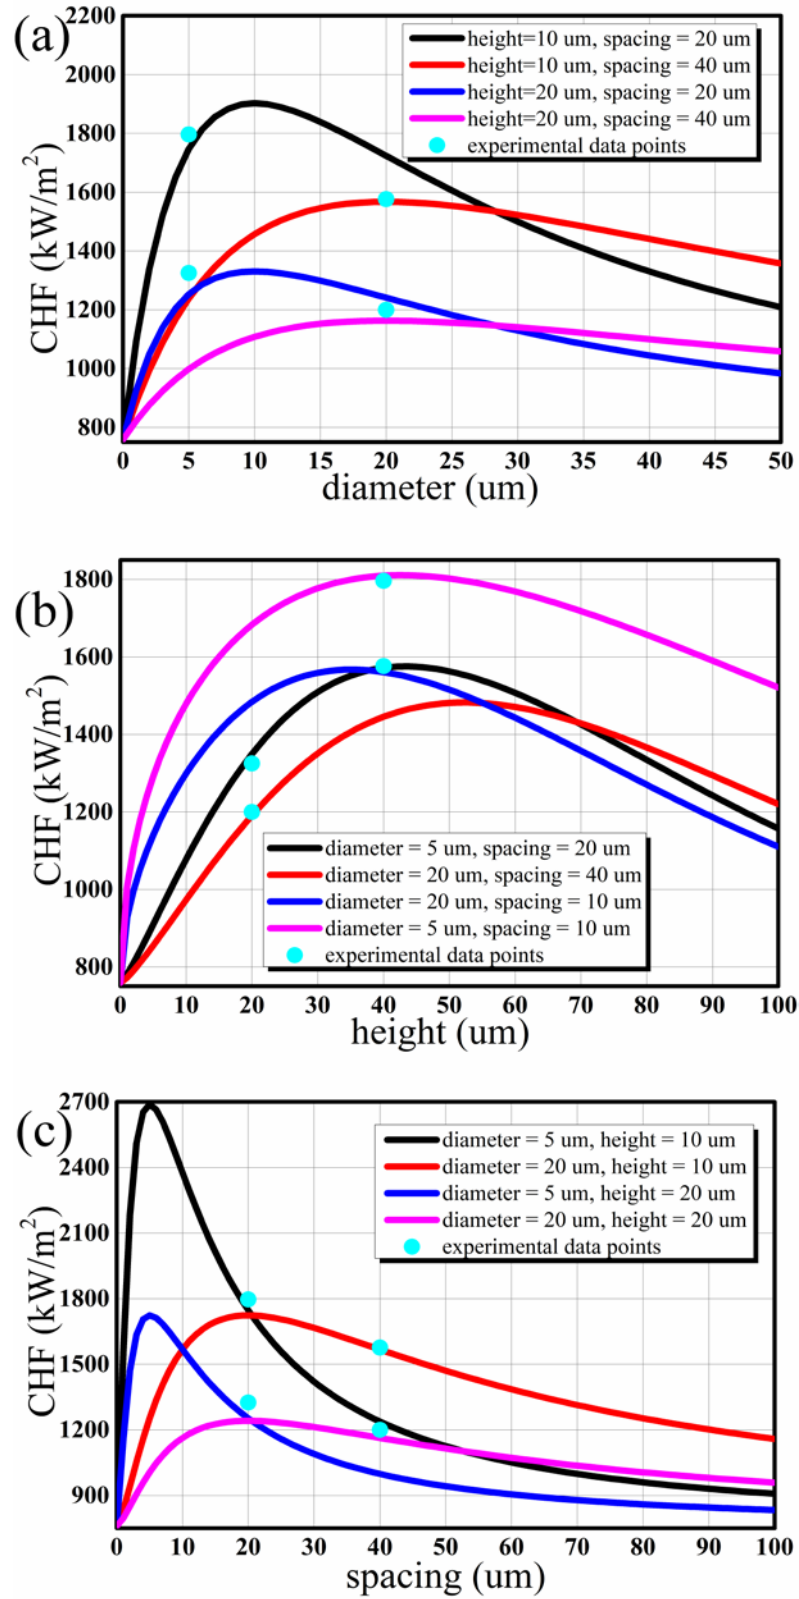 (a)
2200
2000
1800
1600
1400
1200
1000
800
CHF (kW/m²)
height=10 um, spacing = 20 um
height=10 um, spacing = 40 um
height=20 um, spacing = 20 um
height=20 um, spacing = 40 um
experimental data points
0 5 10 15 20 25 30 35 40 45 50
diameter (um)
(b)
1800
1600
1400
1200
1000
800
CHF (kW/m²)
diameter = 5 um, spacing = 20 um
diameter = 20 um, spacing = 40 um
diameter = 20 um, spacing = 10 um
diameter = 5 um, spacing = 10 um
experimental data points
0 10 20 30 40 50 60 70 80 90 100
height (um)
(c)
2700
2400
2100
1800
1500
1200
900
CHF (kW/m²)
diameter = 5 um, height = 10 um
diameter = 20 um, height = 10 um
diameter = 5 um, height = 20 um
diameter = 20 um, height = 20 um
experimental data points
0 10 20 30 40 50 60 70 80 90 100
spacing (um)